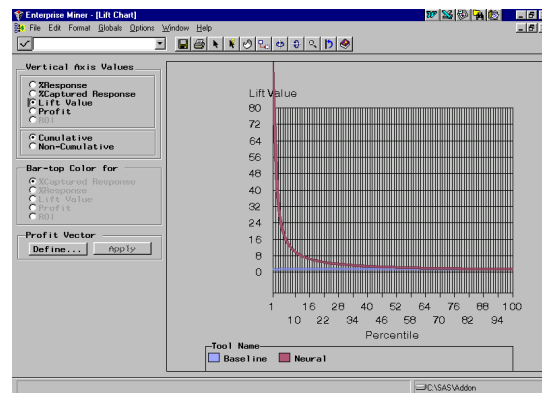 Enterprise Miner - [Lift Chart]
File Edit Format Globals Options Window Help
Vertical Axis Values
%Response
%Captured Response
Lift Value
Profit
ROI
Cumulative
Non-Cumulative
Bar-top Color for
%Captured Response
%Response
Lift Value
Profit
ROI
Profit Vector
Define... Apply
Lift Value
80
72
64
56
48
40
32
24
16
8
0
1 16 28 40 52 64 76 88 100
10 22 34 46 58 70 82 94
Percentile
Tool Name
Baseline Neural
C:\SAS\Addon